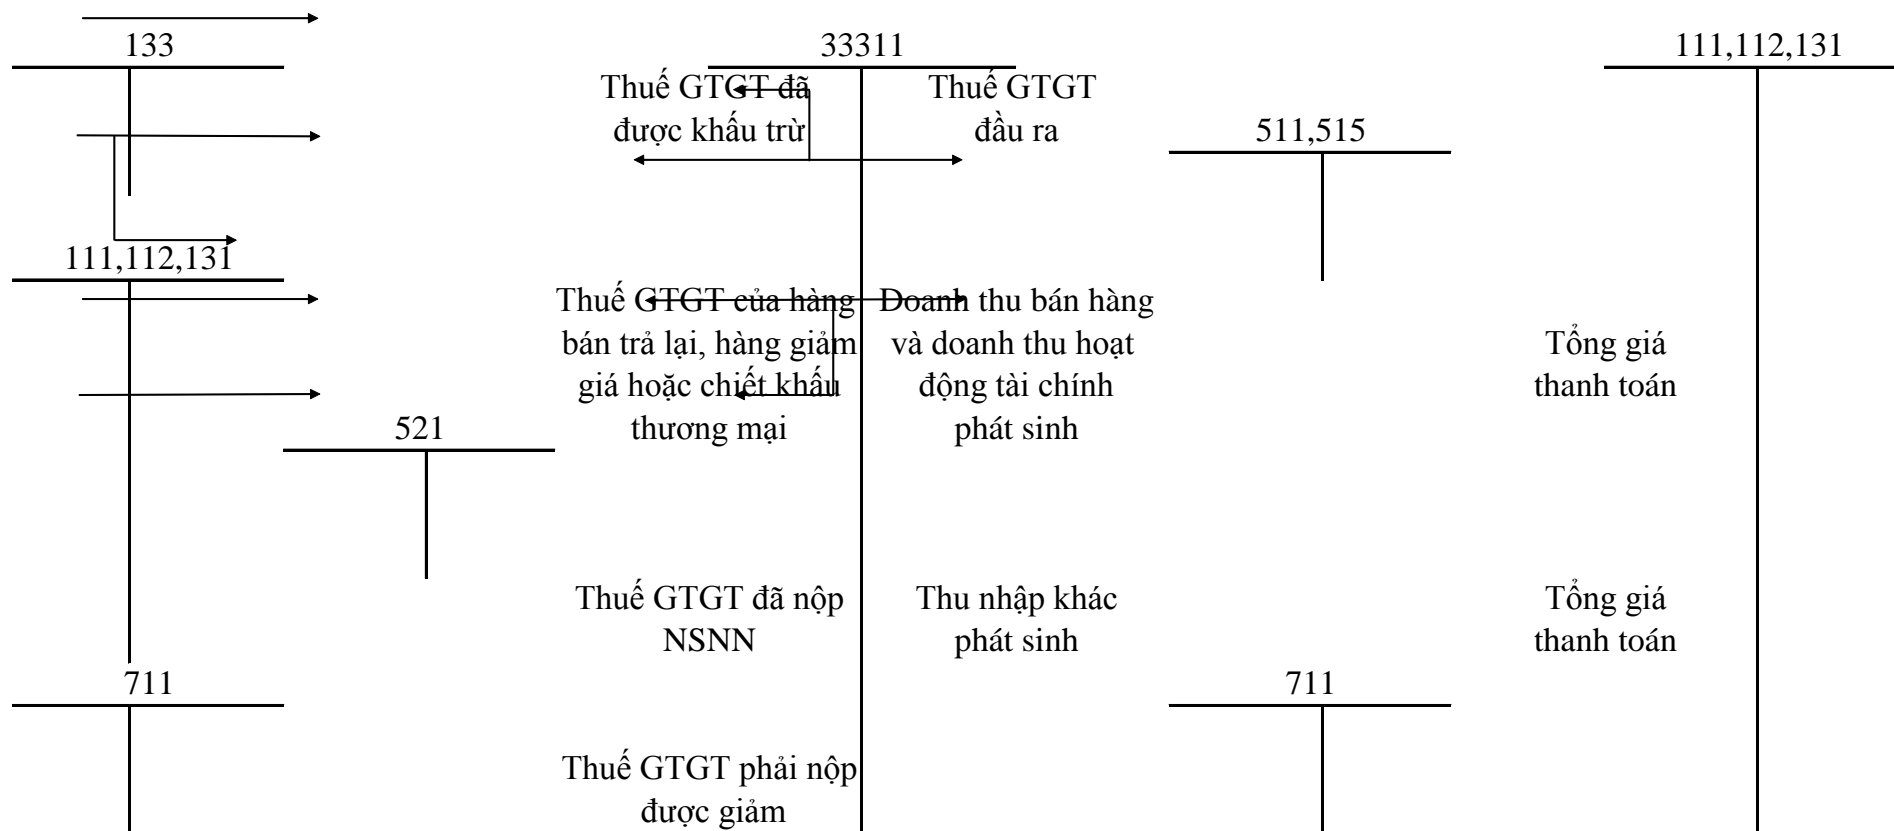 133
33311
111,112,131
Thuế GTGT đã
được khấu trừ
Thuế GTGT
đầu ra
511,515
111,112,131
Thuế GTGT của hàng
bán trả lại, hàng giảm
giá hoặc chiết khấu
thương mại
Doanh thu bán hàng
và doanh thu hoạt
động tài chính
phát sinh
Tổng giá
thanh toán
521
Thuế GTGT đã nộp
NSNN
Thu nhập khác
phát sinh
Tổng giá
thanh toán
711
711
Thuế GTGT phải nộp
được giảm